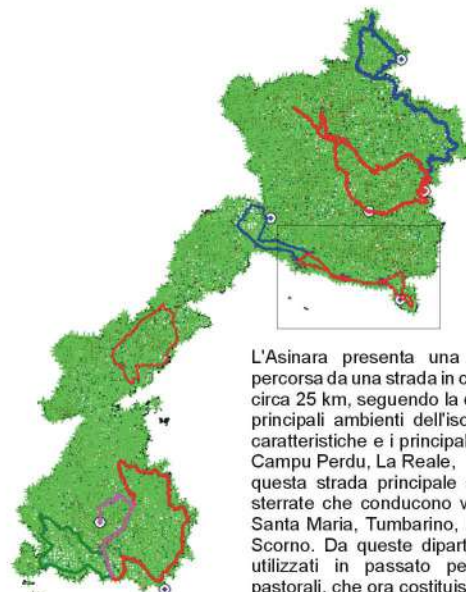 L'Asinara presenta una
percorsa da una strada in c
circa 25 km, seguendo la
principali ambienti dell'iso
caratteristiche e i principal
Campu Perdu, La Reale,
questa strada principale
sterrate che conducono v
Santa Maria, Tumbarino,
Scorno. Da queste dipart
utilizzati in passato pe
pastorali, che ora costituis